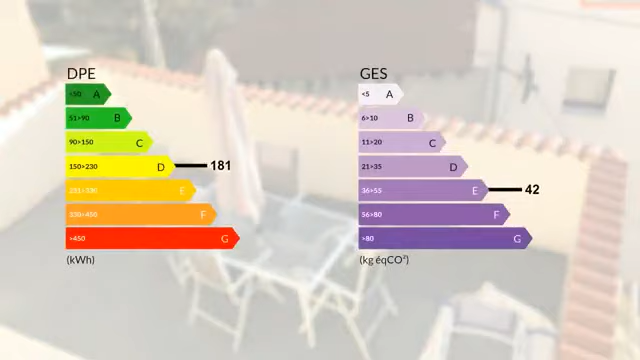 DPE
<50 A
51>90 B
90>150 C
150>230 D 181
231>330 E
330>450 F
>450 G
(kWh)
GES
<5 A
6>10 B
11>20 C
21>35 D
36>55 E 42
56>80 F
>80 G
(kg éqCO²)